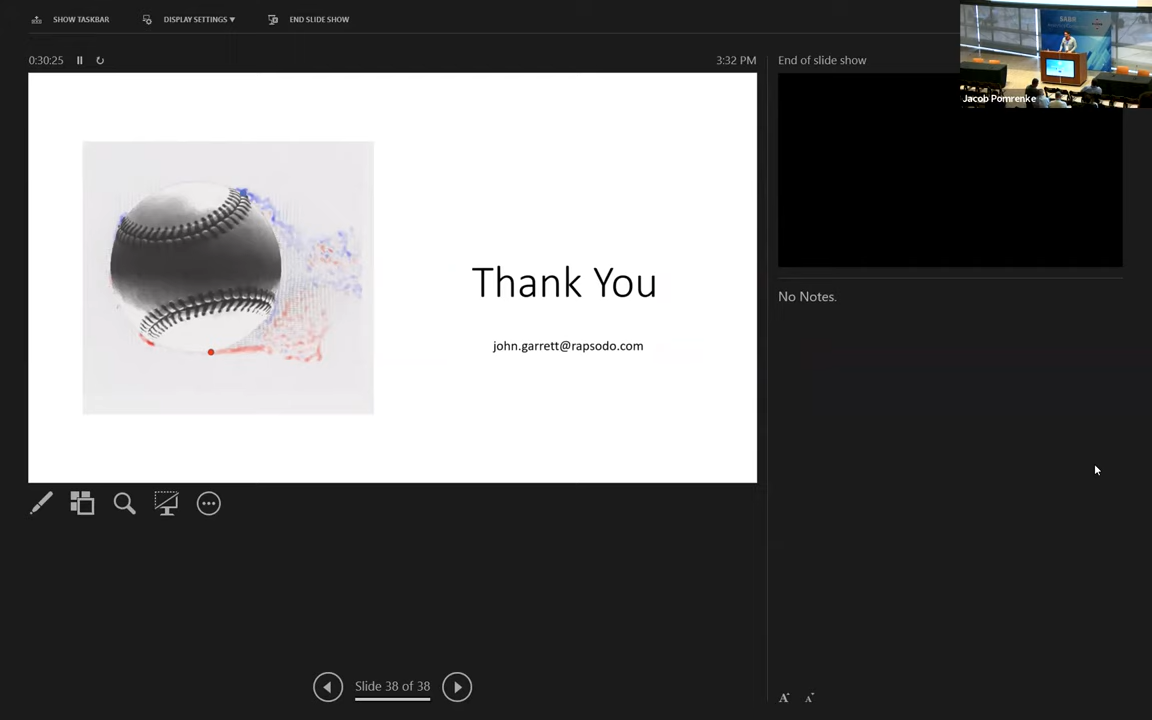 SHOW TASKBAR
DISPLAY SETTINGS ▼
END SLIDE SHOW
0:30:25
3:32 PM
End of slide show
SABR
Jacob Pomrenke
Thank You
john.garrett@rapsodo.com
No Notes.
Slide 38 of 38
A
A